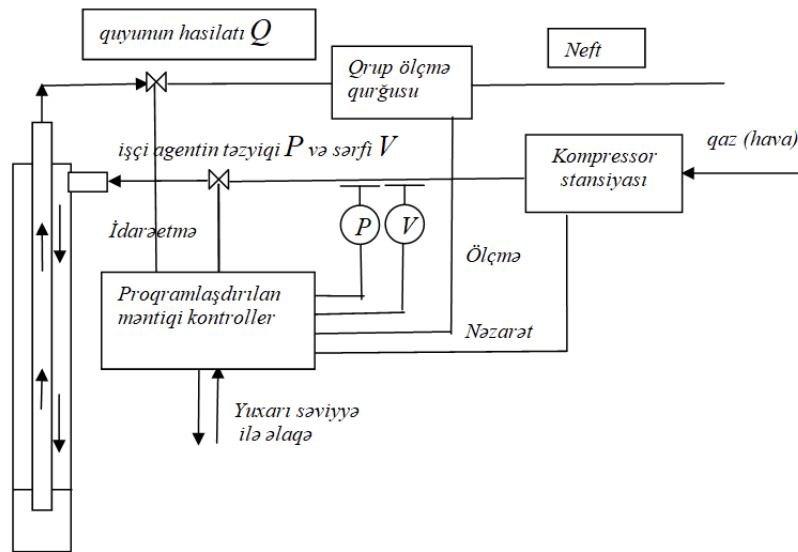 quyunun hasilatı Q
Qrup ölçmə
qurğusu
Neft
işçi agentin təzyiqi P və sərfi V
Kompressor
stansiyası
qaz (hava)
P
V
İdarəetmə
Ölçmə
Proqramlaşdırılan
məntiqi kontroller
Nəzarət
Yuxarı səviyyə
ilə əlaqə